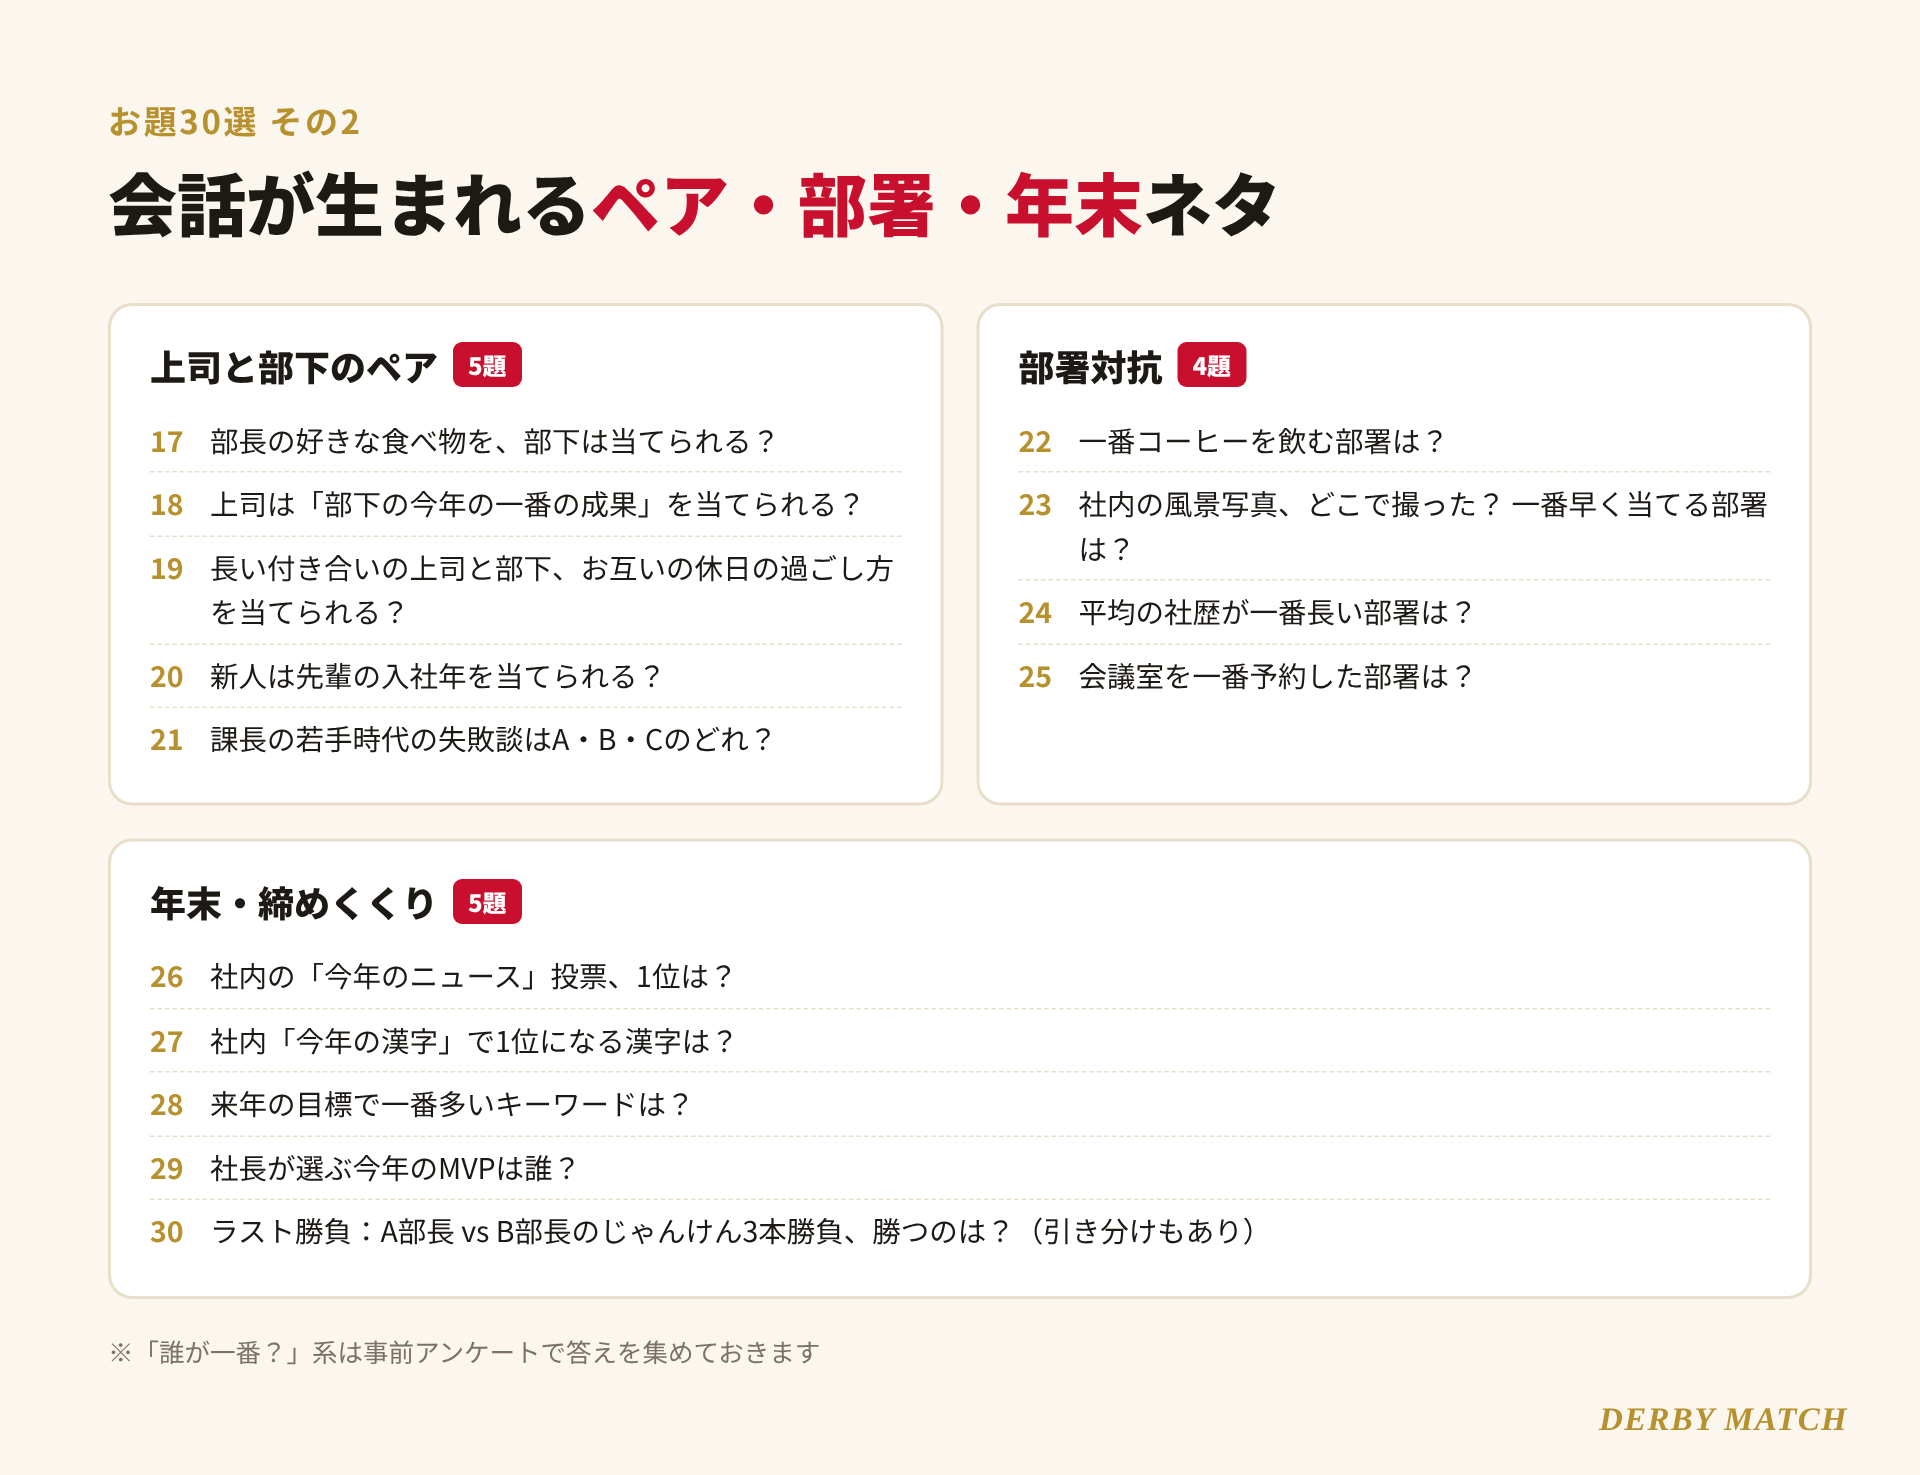 お題30選 その2
会話が生まれるペア・部署・年末ネタ
上司と部下のペア 5題
17 部長の好きな食べ物を、部下は当てられる？
18 上司は「部下の今年の一番の成果」を当てられる？
19 長い付き合いの上司と部下、お互いの休日の過ごし方
を当てられる？
20 新人は先輩の入社年を当てられる？
21 課長の若手時代の失敗談はA・B・Cのどれ？
部署対抗 4題
22 一番コーヒーを飲む部署は？
23 社内の風景写真、どこで撮った？ 一番早く当てる部署
は？
24 平均の社歴が一番長い部署は？
25 会議室を一番予約した部署は？
年末・締めくくり 5題
26 社内の「今年のニュース」投票、1位は？
27 社内「今年の漢字」で1位になる漢字は？
28 来年の目標で一番多いキーワードは？
29 社長が選ぶ今年のMVPは誰？
30 ラスト勝負：A部長 vs B部長のじゃんけん3本勝負、勝つのは？（引き分けもあり）
※「誰が一番？」系は事前アンケートで答えを集めておきます
DERBY MATCH